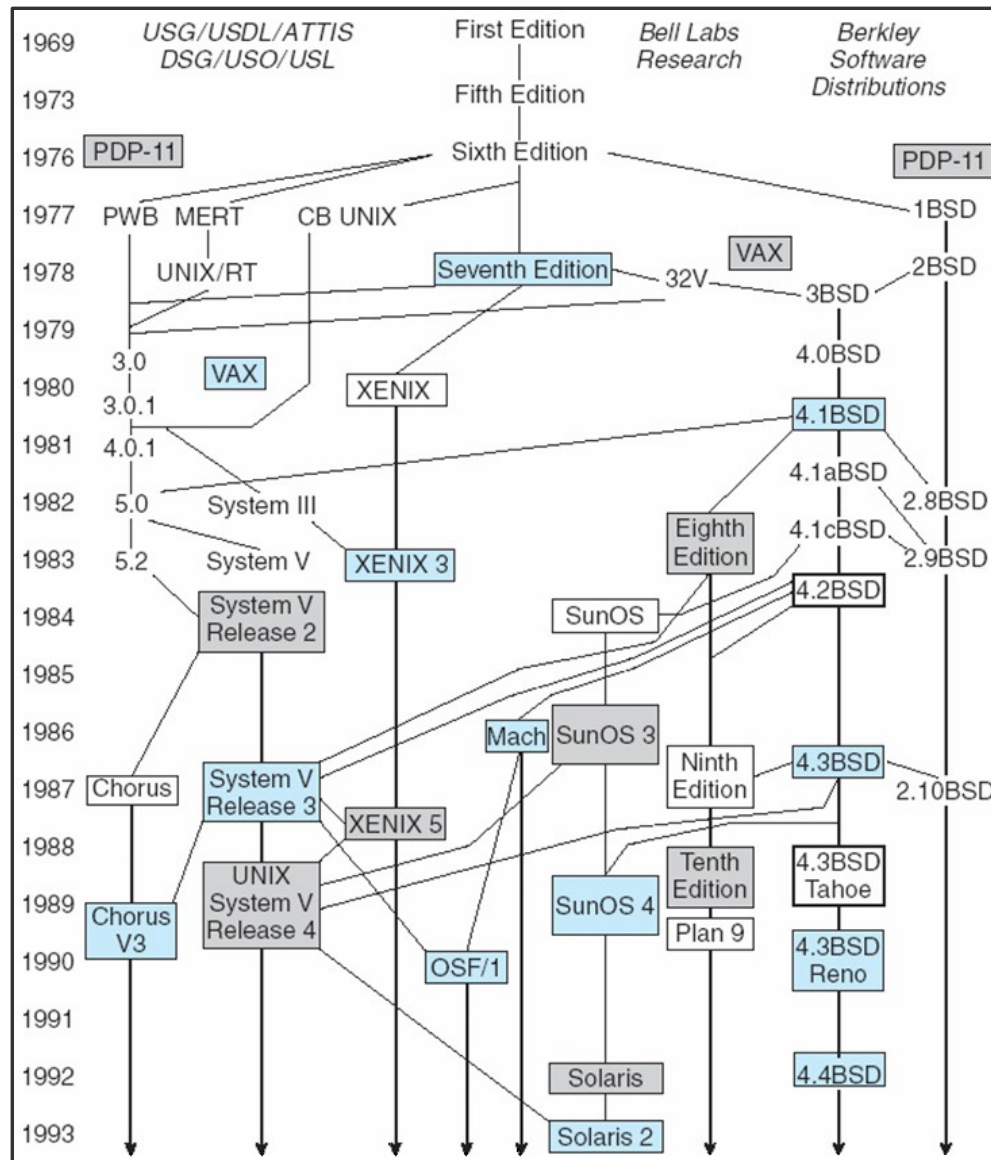 1969
USG/USDL/ATTIS
DSG/USO/USL
First Edition
Bell Labs
Research
Berkley
Software
Distributions
1973
Fifth Edition
1976
PDP-11
Sixth Edition
PDP-11
1977
PWB
MERT
CB UNIX
1BSD
1978
UNIX/RT
Seventh Edition
32V
VAX
2BSD
3BSD
1979
3.0
VAX
4.0BSD
1980
3.0.1
XENIX
4.1BSD
1981
4.0.1
4.1aBSD
1982
5.0
System III
Eighth
Edition
4.1cBSD
2.8BSD
1983
5.2
System V
XENIX 3
2.9BSD
4.2BSD
1984
System V
Release 2
SunOS
1985
1986
Mach
SunOS 3
1987
Chorus
System V
Release 3
Ninth
Edition
4.3BSD
2.10BSD
XENIX 5
1988
UNIX
System V
Release 4
Tenth
Edition
4.3BSD
Tahoe
1989
Chorus
V3
SunOS 4
Plan 9
1990
OSF/1
4.3BSD
Reno
1991
1992
Solaris
4.4BSD
1993
Solaris 2